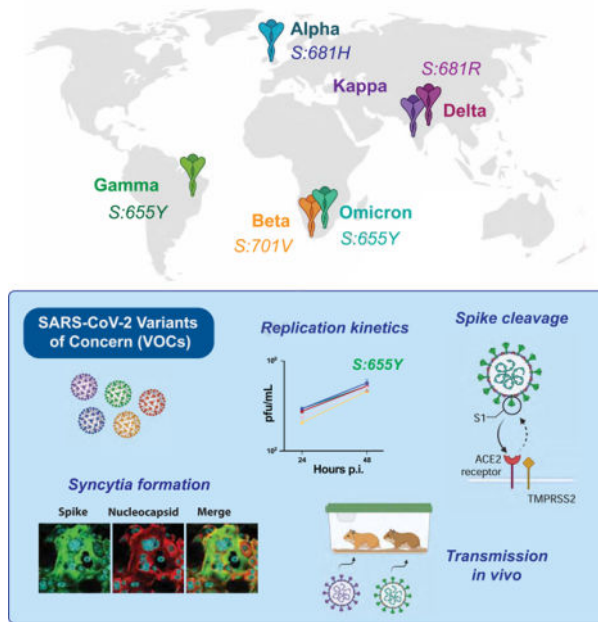 Alpha
S:681H
S:681R
Kappa
Delta
Gamma
S:655Y
Beta
S:701V
Omicron
S:655Y
SARS-CoV-2 Variants
of Concern (VOCs)
Replication kinetics
S:655Y
pfu/mL
10⁸
10²
24
48
Hours p.i.
Spike cleavage
S1
ACE2
receptor
TMPRSS2
Syncytia formation
Spike
Nucleocapsid
Merge
Transmission
in vivo